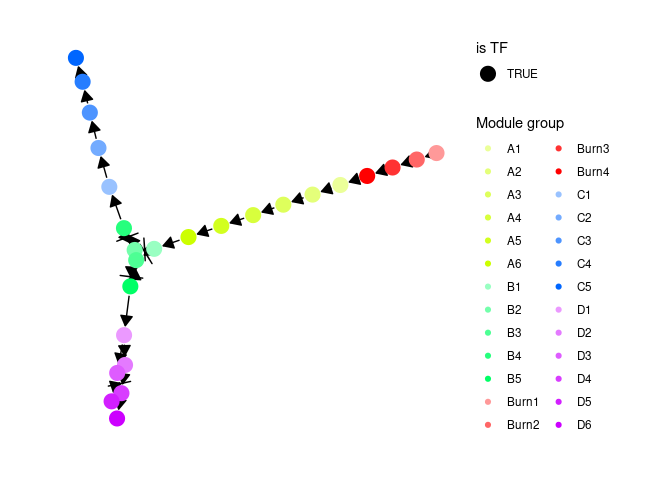 is TF
TRUE
Module group
A1
A2
A3
A4
A5
A6
B1
B2
B3
B4
B5
Burn1
Burn2
Burn3
Burn4
C1
C2
C3
C4
C5
D1
D2
D3
D4
D5
D6